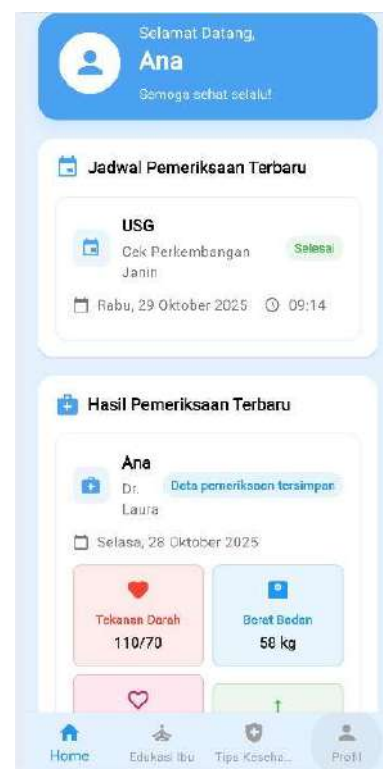 Selamat Datang,
Ana
Semoga sehat selalu!
Jadwal Pemeriksaan Terbaru
USG
Cek Perkembangan
Janin
Selesai
Rabu, 29 Oktober 2025
09:14
Hasil Pemeriksaan Terbaru
Ana
Dr.
Laura
Data pemeriksaan tersimpan
Selasa, 28 Oktober 2025
Tekanan Darah
110/70
Berat Badan
58 kg
Home
Edukasi Ibu
Tips Keseha...
Profil